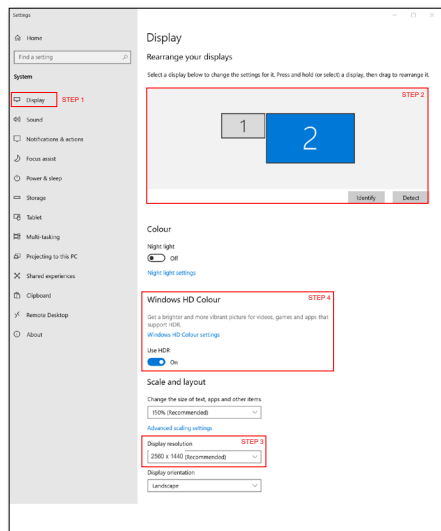 Settings
Home
Find a setting
System
Display
STEP 1
Sound
Notifications & actions
Focus assist
Power & sleep
Storage
Tablet
Multi-tasking
Projecting to this PC
Shared experiences
Clipboard
Remote Desktop
About
Display
Rearrange your displays
Select a display below to change the settings for it. Press and hold (or select) a display, then drag to rearrange it.
STEP 2
1
2
Identify
Detect
Colour
Night light
Off
Night light settings
Windows HD Colour
STEP 4
Get a brighter and more vibrant picture for videos, games and apps that
support HDR.
Windows HD Colour settings
Use HDR
On
Scale and layout
Change the size of text, apps and other items
150% (Recommended)
Advanced scaling settings
Display resolution
STEP 3
2560 x 1440 (Recommended)
Display orientation
Landscape